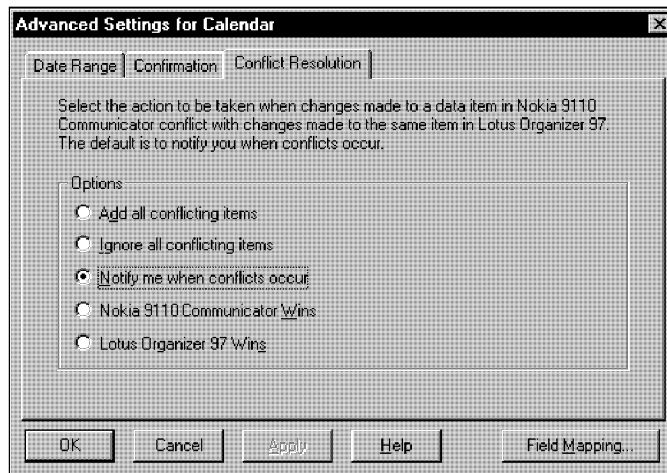 Advanced Settings for Calendar
Date Range Confirmation Conflict Resolution
Select the action to be taken when changes made to a data item in Nokia 9110
Communicator conflict with changes made to the same item in Lotus Organizer 97.
The default is to notify you when conflicts occur.
Options
Add all conflicting items
Ignore all conflicting items
Notify me when conflicts occur
Nokia 9110 Communicator Wins
Lotus Organizer 97 Wins
OK Cancel Apply Help Field Mapping...